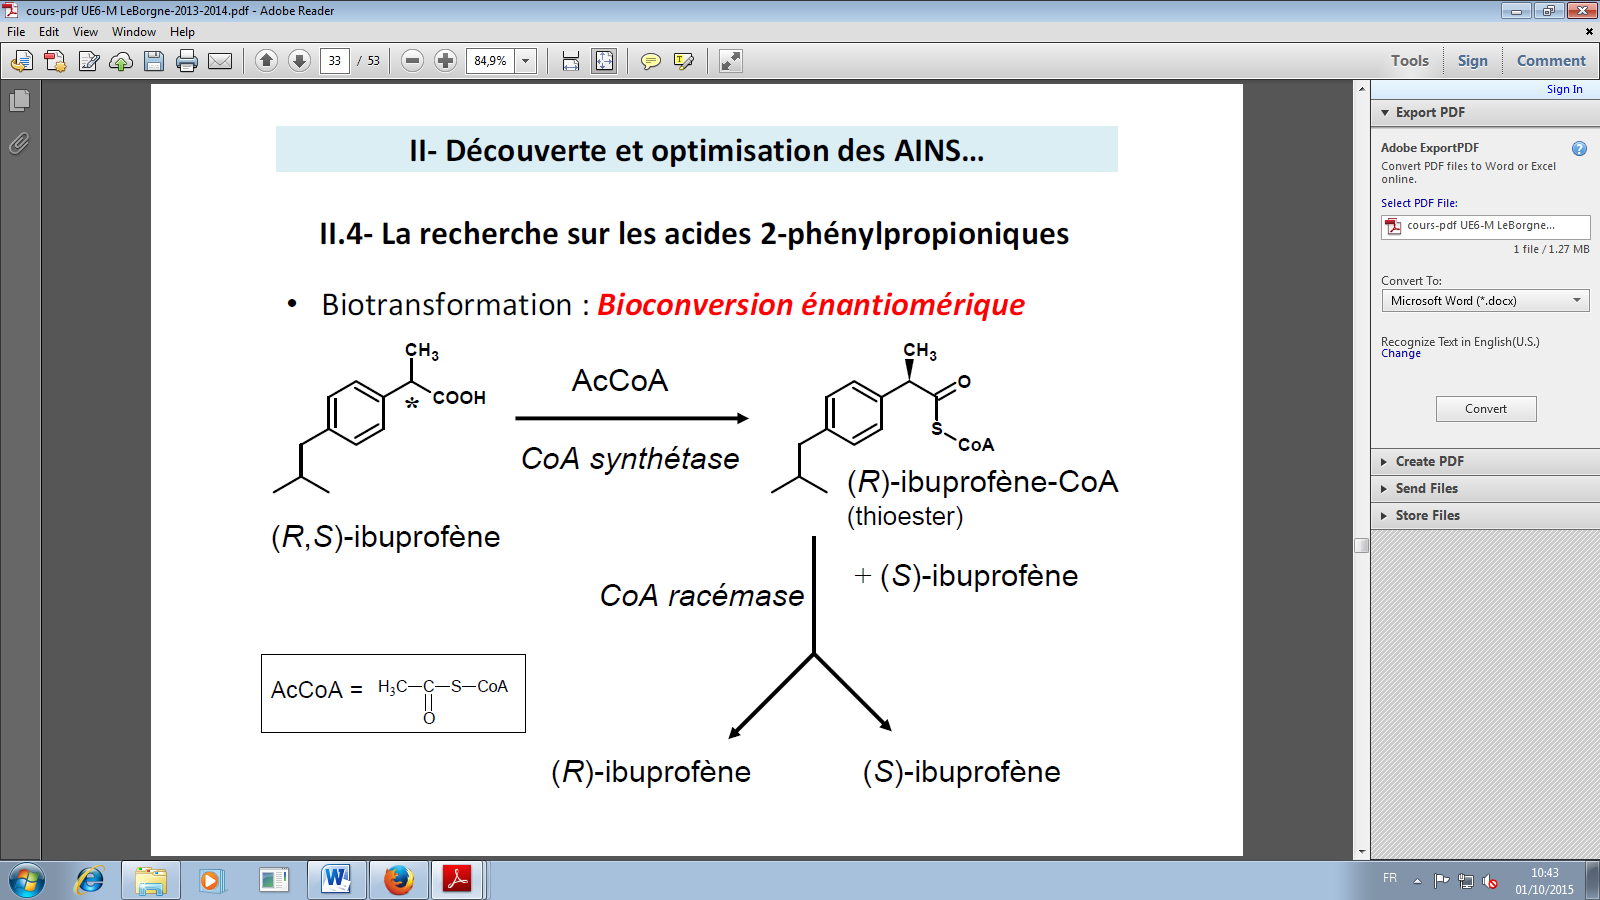 cours-pdf UE6-M LeBorgne-2013-2014.pdf - Adobe Reader
File Edit View Window Help
33 / 53 84,9% Tools Sign Comment
Sign In
Export PDF
Adobe ExportPDF
Convert PDF files to Word or Excel
online.
Select PDF File:
cours-pdf UE6-M LeBorgne...
1 file / 1.27 MB
Convert To:
Microsoft Word (*.docx)
Recognize Text in English(U.S.)
Change
Convert
Create PDF
Send Files
Store Files
II- Découverte et optimisation des AINS...
II.4- La recherche sur les acides 2-phénylpropioniques
• Biotransformation : Bioconversion énantiomérique
CH3
COOH
*
(R,S)-ibuprofène
AcCoA
CoA synthétase
CH3
O
S
CoA
(R)-ibuprofène-CoA
(thioester)
+ (S)-ibuprofène
CoA racémase
AcCoA = H3C-C-S-CoA
O
(R)-ibuprofène (S)-ibuprofène
FR
10:43
01/10/2015